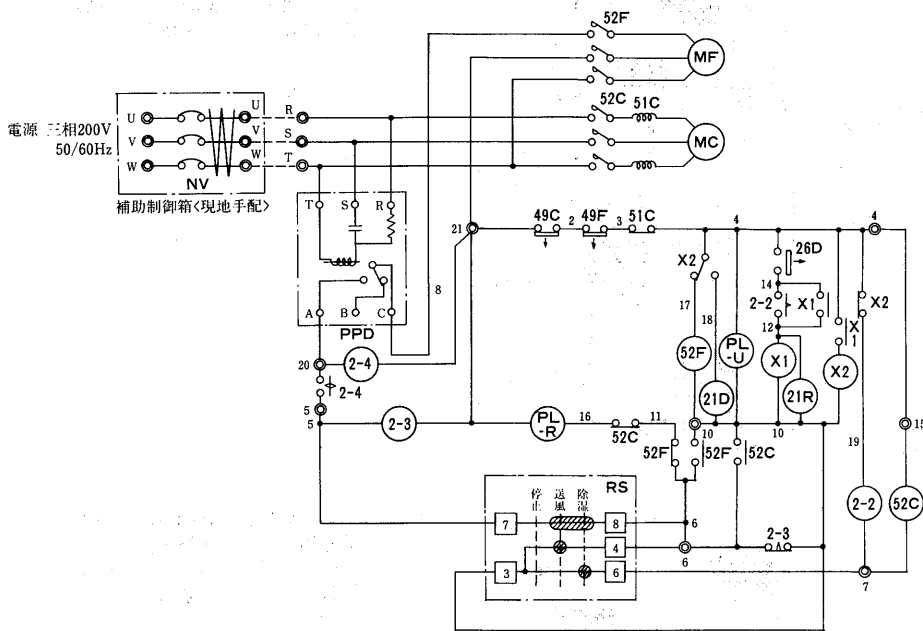 52F
MF
52C
51C
MC
電源 三相200V
50/60Hz
U
V
W
U
V
W
R
S
T
NV
補助制御箱<現地手配>
T
S
R
A
B
C
PPD
8
21
49C
2
49F
3
51C
4
4
X2
17
18
52F
21D
PL
-U
26D
14
2-2
X1
12
X1
21R
X
1
X2
X2
20
2-4
2-4
5
5
2-3
PL
-R
16
52C
11
52F
10
52F
52C
10
19
15
2-2
52C
RS
停止
送風
除湿
7
8
6
4
6
2-3
3
6
7